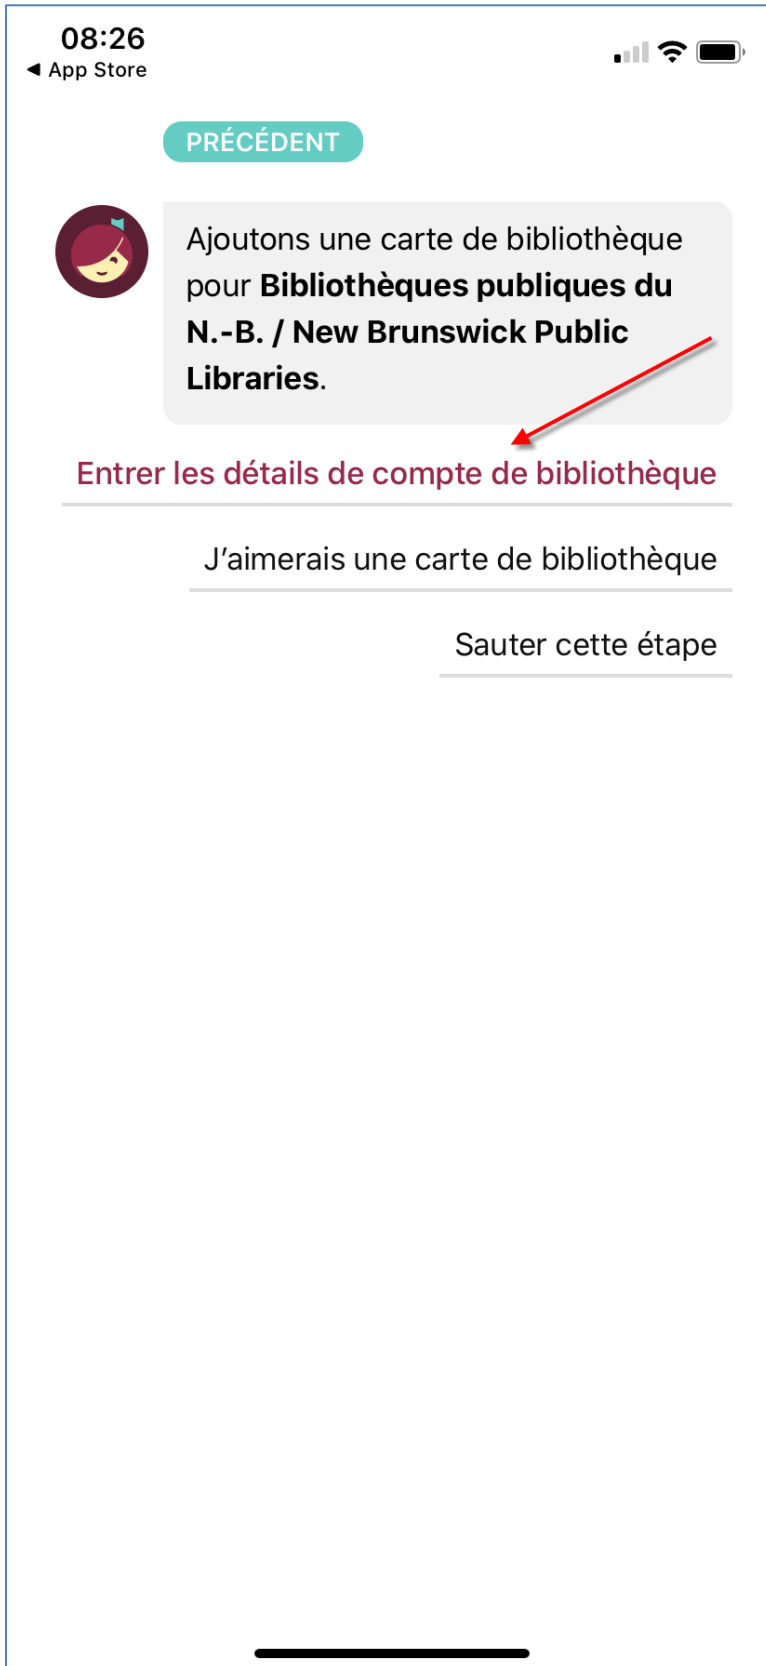 08:26
◀ App Store
PRÉCÉDENT
Ajoutons une carte de bibliothèque
pour Bibliothèques publiques du
N.-B. / New Brunswick Public
Libraries.
Entrer les détails de compte de bibliothèque
J’aimerais une carte de bibliothèque
Sauter cette étape